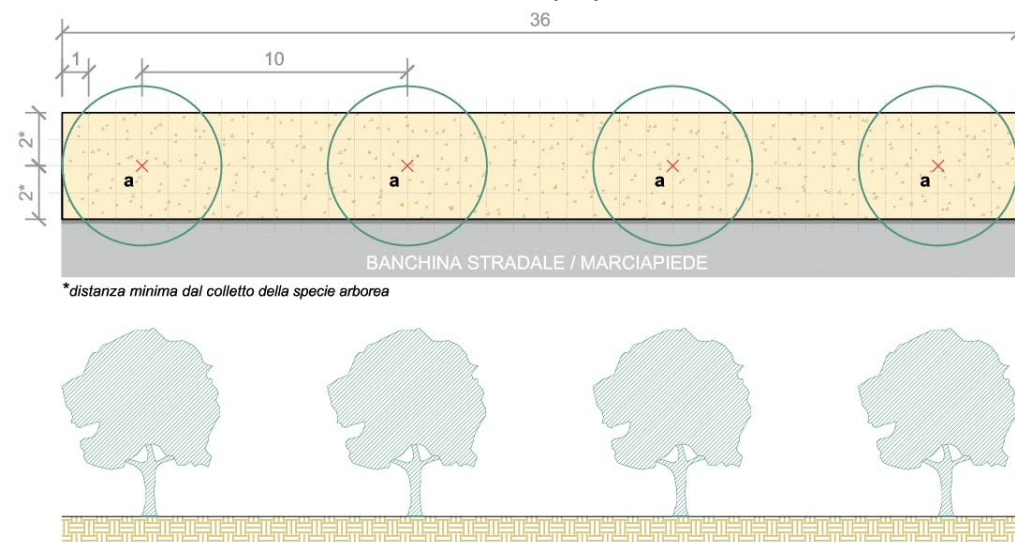 36
1
10
2*
2*
a
a
a
a
BANCHINA STRADALE / MARCIAPIEDE
*distanza minima dal colletto della specie arborea